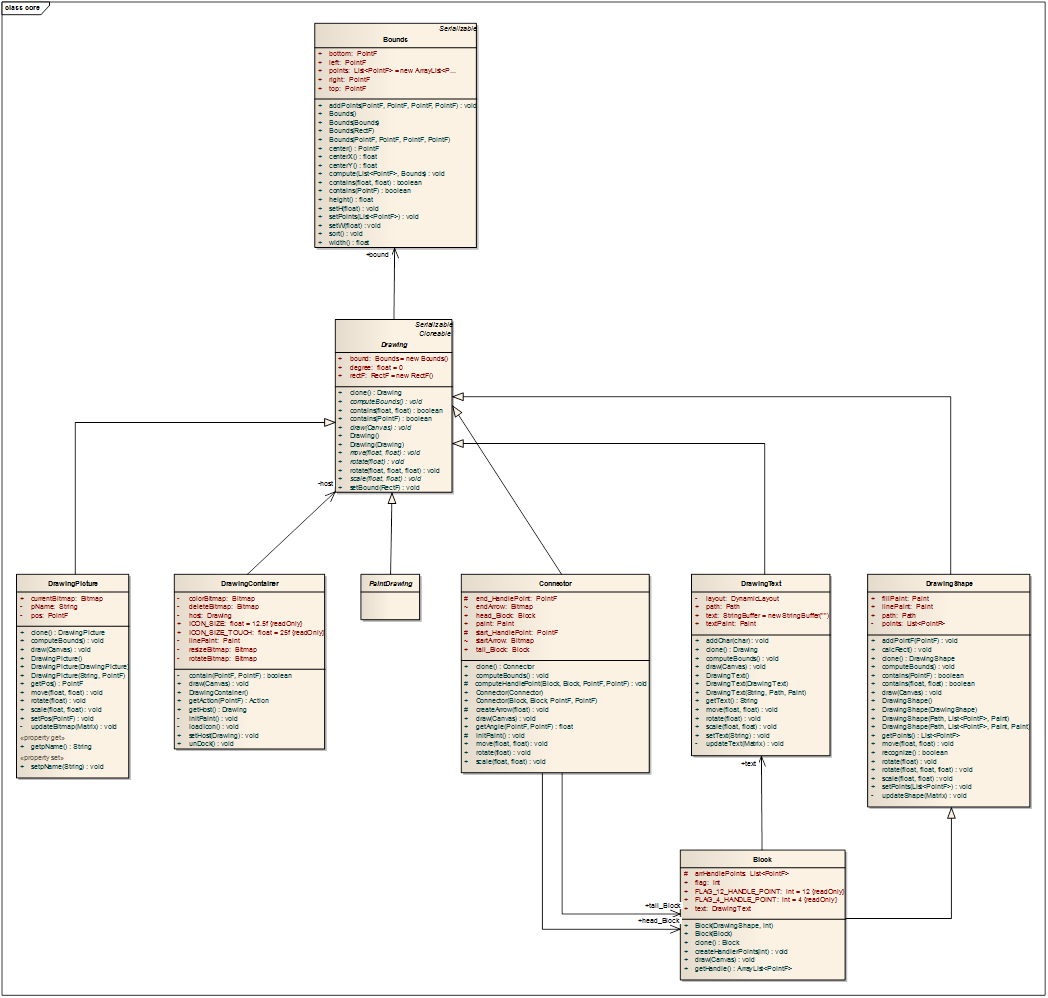 class core
Serializable
Bounds
+ bottom: PointF
+ left: PointF
+ points: List<PointF> = new ArrayList<P...
+ right: PointF
+ top: PointF
+ addPoints(PointF, PointF, PointF, PointF) : void
+ Bounds()
+ Bounds(Bounds)
+ Bounds(RectF)
+ Bounds(PointF, PointF, PointF, PointF)
+ center() : PointF
+ centerX() : float
+ centerY() : float
+ compute(List<PointF>, Bounds) : void
+ contains(float, float) : boolean
+ contains(PointF) : boolean
+ height() : float
+ setH(float) : void
+ setPoints(List<PointF>) : void
+ setW(float) : void
+ sort() : void
+ width() : float
+bound
Serializable
Cloneable
Drawing
+ bound: Bounds = new Bounds()
+ degree: float = 0
+ rectF: RectF = new RectF()
+ clone() : Drawing
+ computeBounds() : void
+ contains(float, float) : boolean
+ contains(PointF) : boolean
+ draw(Canvas) : void
+ Drawing()
+ Drawing(Drawing)
+ move(float, float) : void
+ rotate(float) : void
+ rotate(float, float, float) : void
+ scale(float, float) : void
+ setBound(RectF) : void
-host
DrawingPicture
+ currentBitmap: Bitmap
- pName: String
- pos: PointF
+ clone() : DrawingPicture
+ computeBounds() : void
+ draw(Canvas) : void
+ DrawingPicture()
+ DrawingPicture(DrawingPicture)
+ DrawingPicture(String, PointF)
+ getPos() : PointF
+ move(float, float) : void
+ rotate(float) : void
+ scale(float, float) : void
+ setPos(PointF) : void
- updateBitmap(Matrix) : void
«property get»
+ getpName() : String
«property set»
+ setpName(String) : void
DrawingContainer
- colorBitmap: Bitmap
- deleteBitmap: Bitmap
- host: Drawing
+ ICON_SIZE: float = 12.5f {readOnly}
+ ICON_SIZE_TOUCH: float = 25f {readOnly}
- linePaint: Paint
- resizeBitmap: Bitmap
- rotateBitmap: Bitmap
- contain(PointF, PointF) : boolean
+ draw(Canvas) : void
+ DrawingContainer()
+ getAction(PointF) : Action
+ getHost() : Drawing
- initPaint() : void
- loadIcon() : void
+ setHost(Drawing) : void
+ unDock() : void
PaintDrawing
Connector
# end_HandlePoint: PointF
~ endArrow: Bitmap
+ head_Block: Block
+ paint: Paint
# start_HandlePoint: PointF
~ startArrow: Bitmap
+ tail_Block: Block
+ clone() : Connector
+ computeBounds() : void
# computeHandlePoint(Block, Block, PointF, PointF) : void
+ Connector(Connector)
+ Connector(Block, Block, PointF, PointF)
# createArrow(float) : void
+ draw(Canvas) : void
+ getAngle(PointF, PointF) : float
# initPaint() : void
+ move(float, float) : void
+ rotate(float) : void
+ scale(float, float) : void
DrawingText
- layout: DynamicLayout
+ path: Path
+ text: StringBuffer = new StringBuffer("")
+ textPaint: Paint
+ addChar(char) : void
+ clone() : Drawing
+ computeBounds() : void
+ draw(Canvas) : void
+ DrawingText()
+ DrawingText(DrawingText)
+ DrawingText(String, Path, Paint)
+ getText() : String
+ move(float, float) : void
+ rotate(float) : void
+ scale(float, float) : void
+ setText(String) : void
- updateText(Matrix) : void
DrawingShape
+ fillPaint: Paint
+ linePaint: Paint
+ path: Path
- points: List<PointF>
+ addPointF(PointF) : void
+ calcRect() : void
+ clone() : DrawingShape
+ computeBounds() : void
+ contains(PointF) : boolean
+ contains(float, float) : boolean
+ draw(Canvas) : void
+ DrawingShape()
+ DrawingShape(DrawingShape)
+ DrawingShape(Path, List<PointF>, Paint)
+ DrawingShape(Path, List<PointF>, Paint, Paint)
+ getPoints() : List<PointF>
+ move(float, float) : void
+ recognize() : boolean
+ rotate(float) : void
+ rotate(float, float, float) : void
+ scale(float, float) : void
+ setPoints(List<PointF>) : void
- updateShape(Matrix) : void
+text
+tail_Block
+head_Block
Block
# arrHandlePoints: List<PointF>
+ flag: int
+ FLAG_12_HANDLE_POINT: int = 12 {readOnly}
+ FLAG_4_HANDLE_POINT: int = 4 {readOnly}
+ text: DrawingText
+ Block(DrawingShape, int)
+ Block(Block)
+ clone() : Block
+ createHandlerPoints(int) : void
+ draw(Canvas) : void
+ getHandle() : ArrayList<PointF>